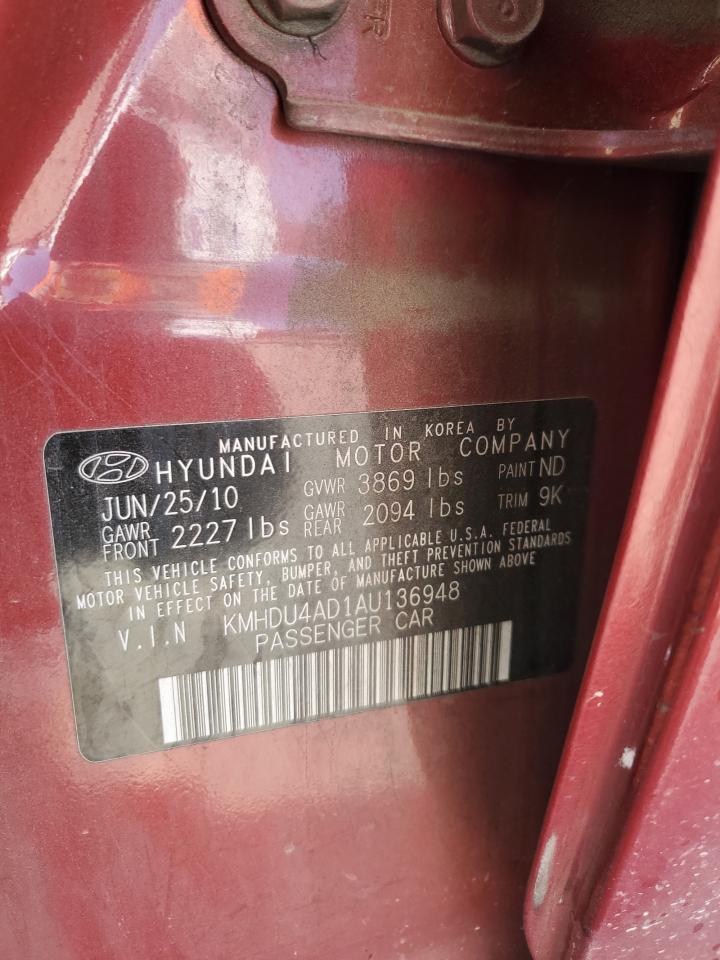 FR
MANUFACTURED IN KOREA BY
HYUNDAI MOTOR COMPANY
JUN/25/10 GVWR 3869 lbs PAINT ND
GAWR FRONT 2227 lbs GAWR REAR 2094 lbs TRIM 9K
THIS VEHICLE CONFORMS TO ALL APPLICABLE U.S.A. FEDERAL
MOTOR VEHICLE SAFETY, BUMPER, AND THEFT PREVENTION STANDARDS
IN EFFECT ON THE DATE OF MANUFACTURE SHOWN ABOVE
V.I.N KMHDU4AD1AU136948
PASSENGER CAR